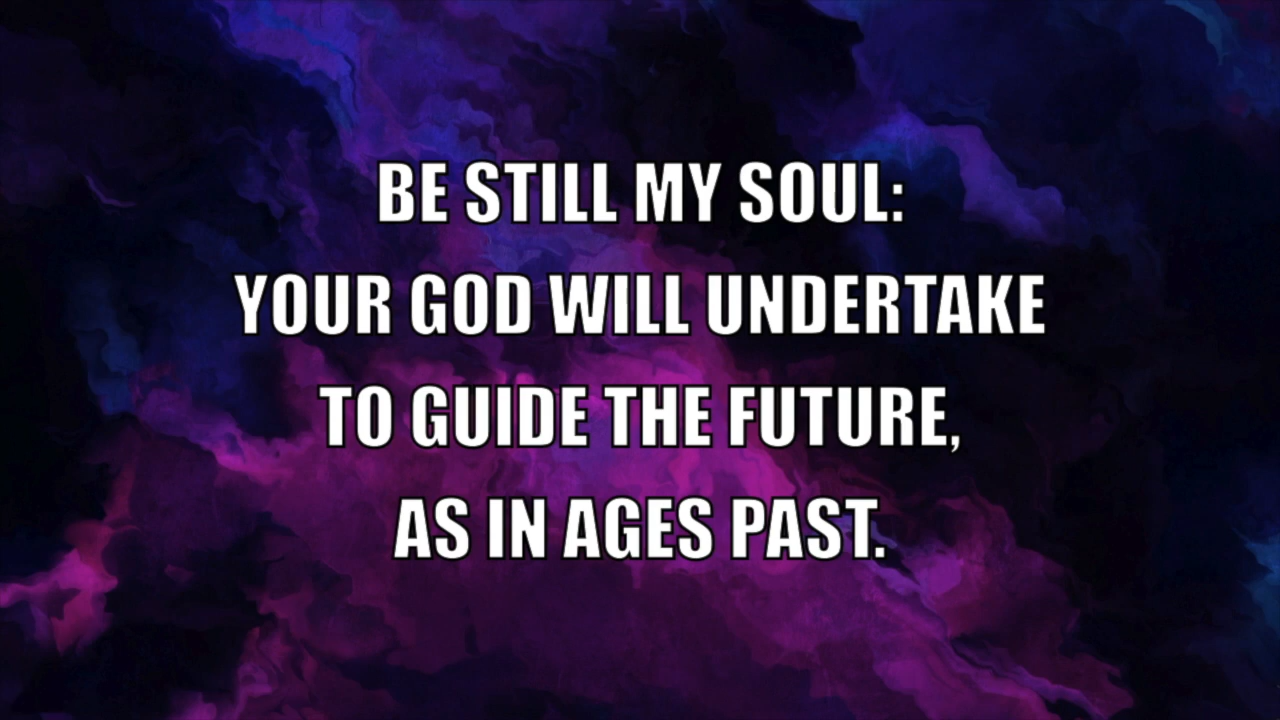 BE STILL MY SOUL:
YOUR GOD WILL UNDERTAKE
TO GUIDE THE FUTURE,
AS IN AGES PAST.